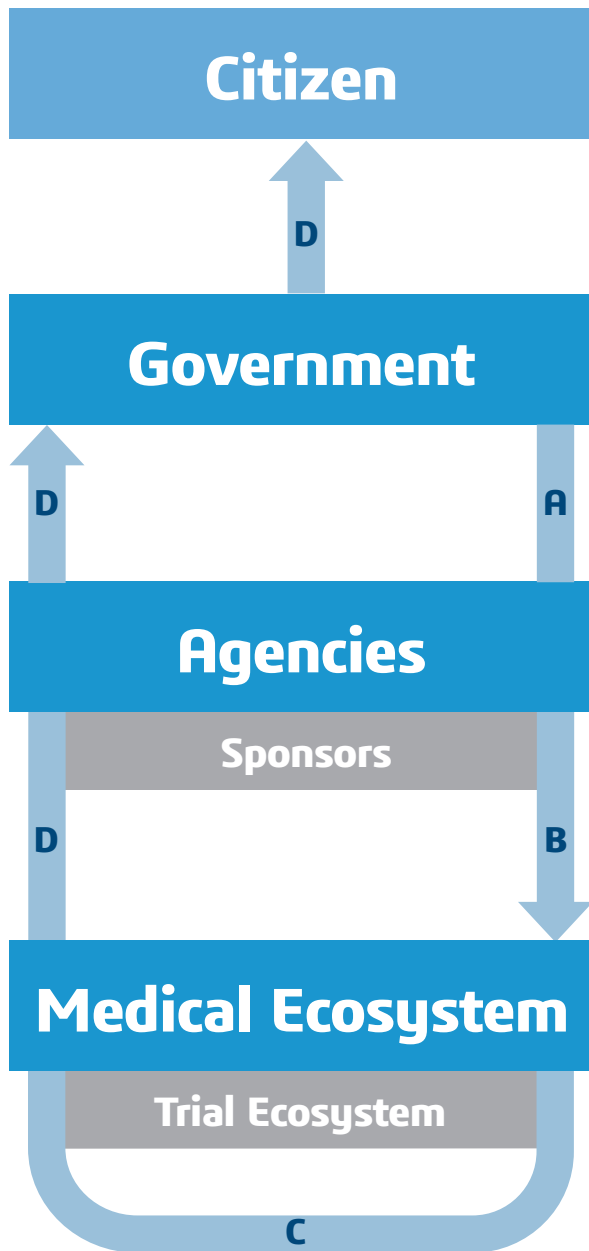 Citizen
D
Government
D
A
Agencies
Sponsors
D
B
Medical Ecosystem
Trial Ecosystem
C